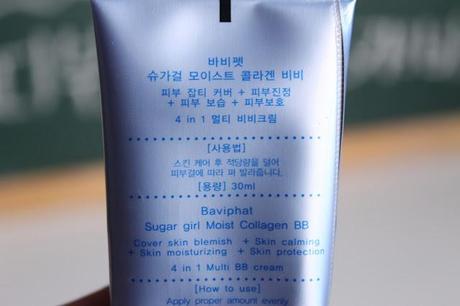 바비펫
슈가걸 모이스트 콜라겐 비비
피부 잡티 커버 + 피부진정
+ 피부 보습 + 피부보호
4 in 1 멀티 비비크림
[사용법]
스킨 케어 후 적당량을 덜어
피부결에 따라 펴 발라줍니다.
[용량] 30ml
Baviphat
Sugar girl Moist Collagen BB
Cover skin blemish + Skin calming
+ Skin moisturizing + Skin protection
4 in 1 Multi BB cream
[How to use]
Apply proper amount evenly